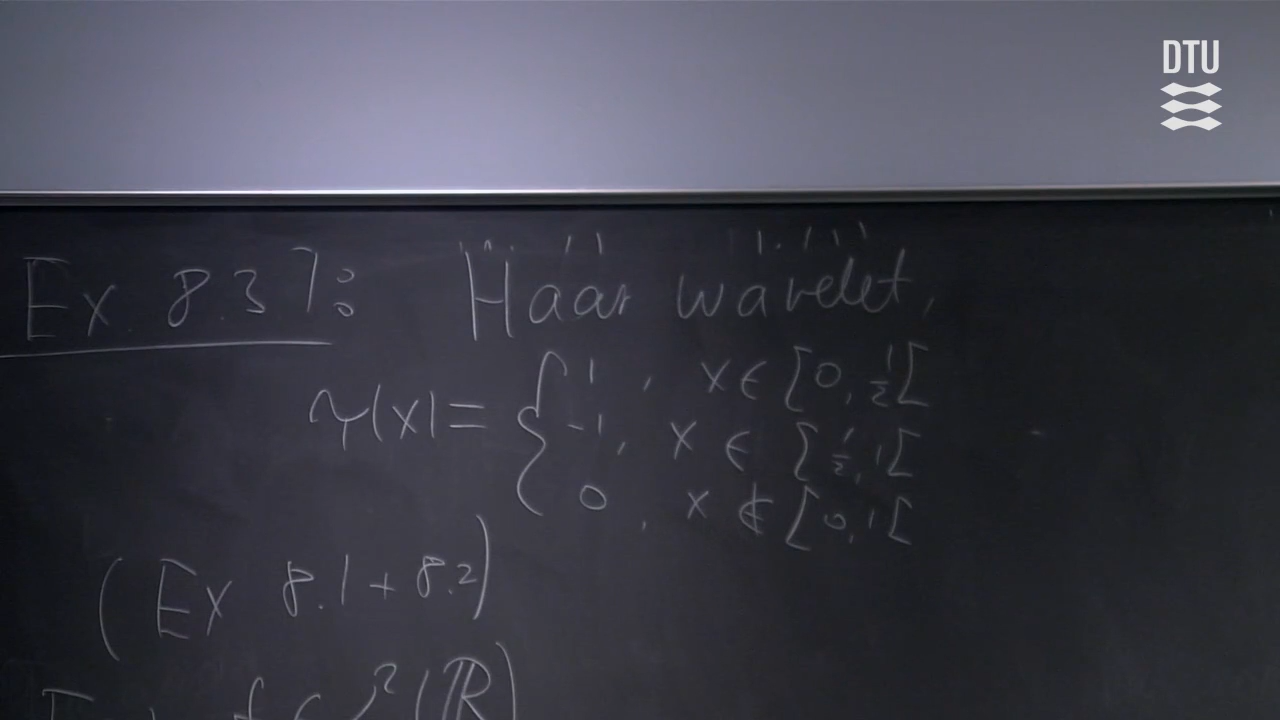 DTU
Ex 8.37: Haar wavelet,
ψ(x) = { 1, x ∈ [0, 1/2[
-1, x ∈ [1/2, 1[
0, x ∉ [0, 1[
(Ex 8.1 + 8.2)
f ∈ L²(ℝ)